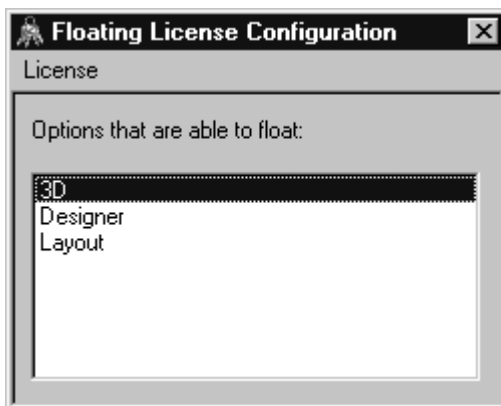 Floating License Configuration
License
Options that are able to float:
3D
Designer
Layout